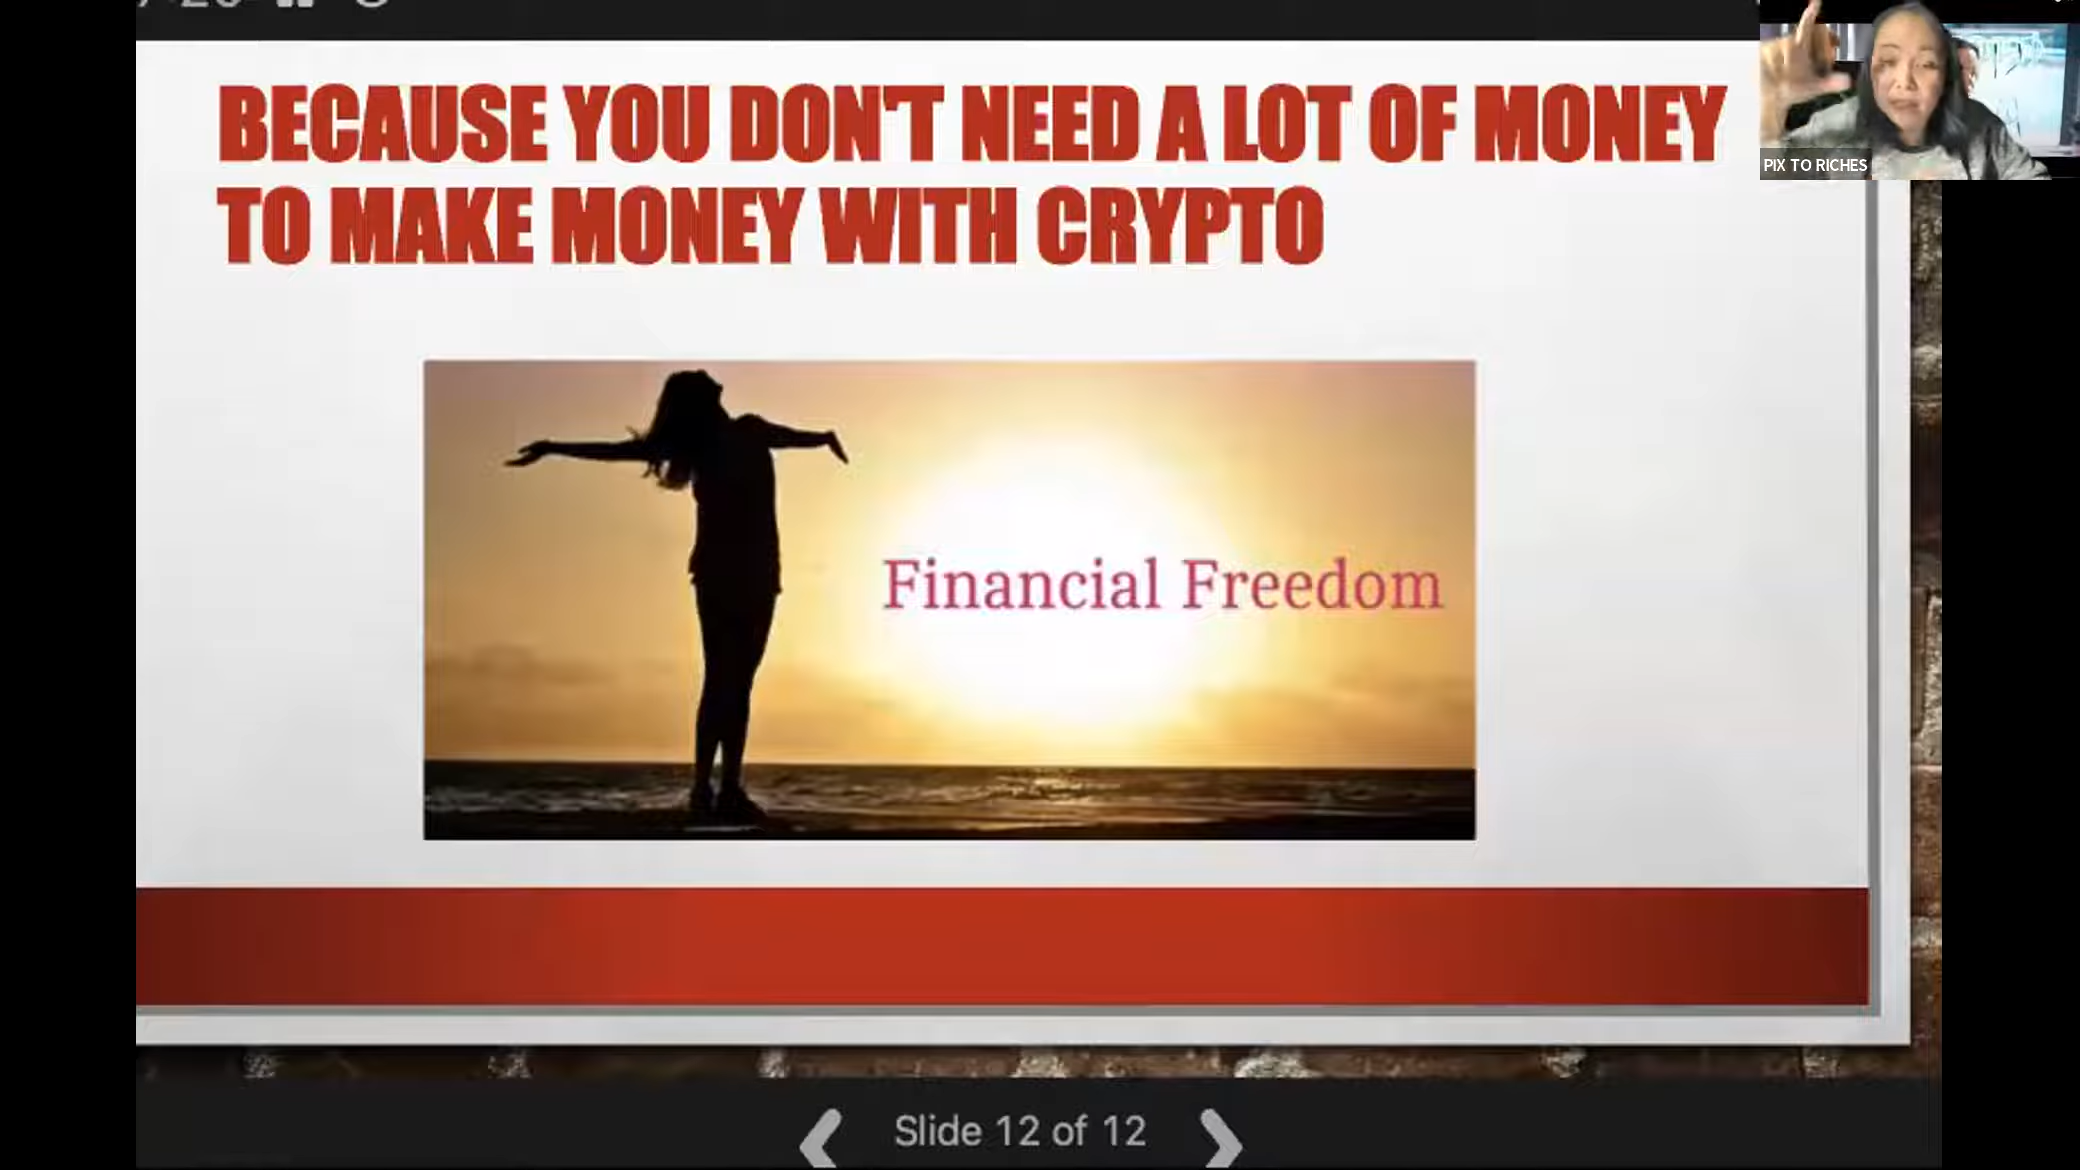 BECAUSE YOU DON'T NEED A LOT OF MONEY
TO MAKE MONEY WITH CRYPTO
PIX TO RICHES
Financial Freedom
Slide 12 of 12